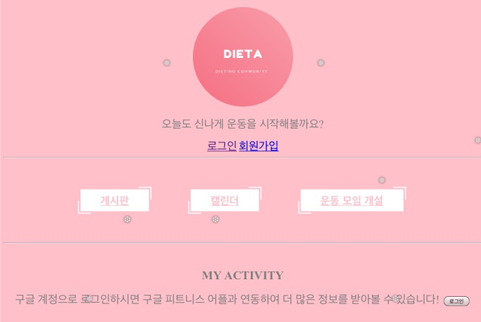 DIETA
DIETING COMMUNITY
오늘도 신나게 운동을 시작해볼까요?
로그인 회원가입
게시판 캘린더 운동 모임 개설
MY ACTIVITY
구글 계정으로 로그인하시면 구글 피트니스 어플과 연동하여 더 많은 정보를 받아볼 수 있습니다! 로그인